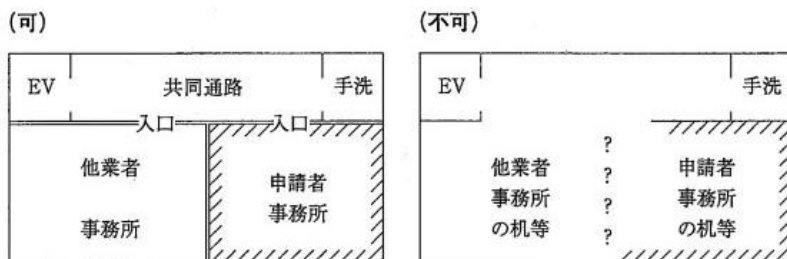 (可)
EV
共同通路
手洗
入口
入口
他業者
事務所
申請者
事務所
(不可)
EV
手洗
他業者
事務所
の机等
?
?
?
?
申請者
事務所
の机等